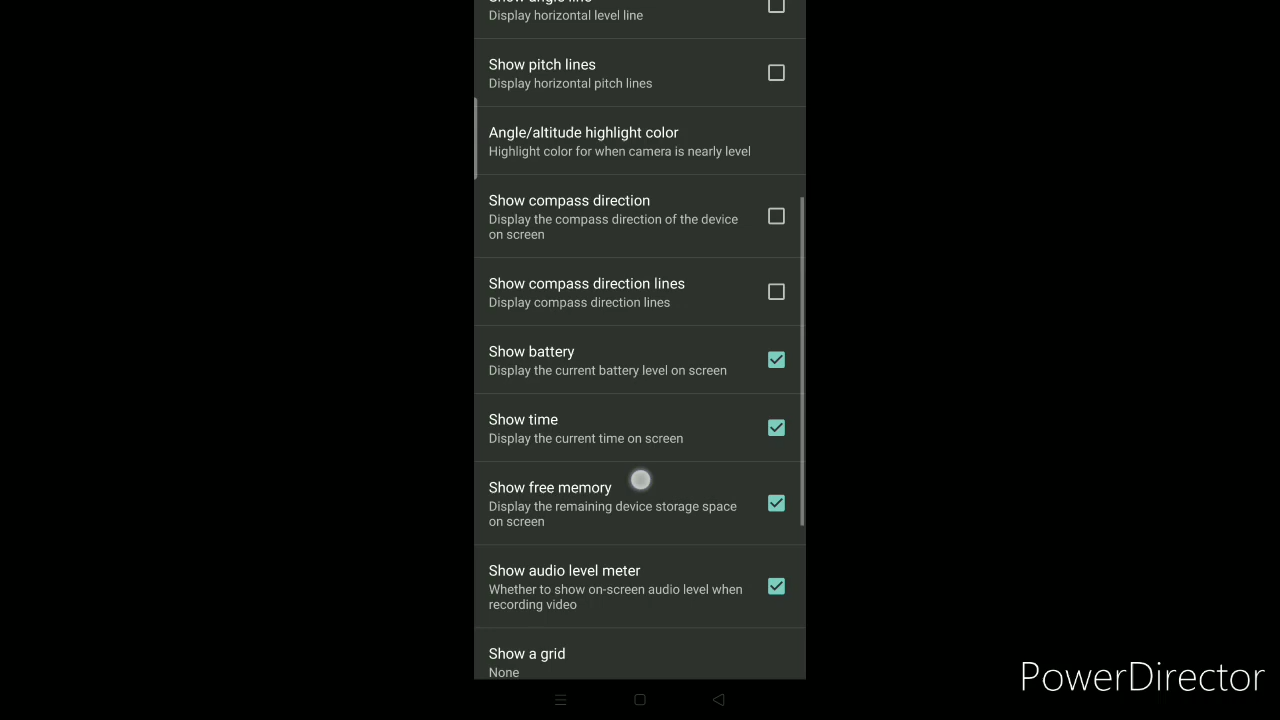 Show angle line
Display horizontal level line
Show pitch lines
Display horizontal pitch lines
Angle/altitude highlight color
Highlight color for when camera is nearly level
Show compass direction
Display the compass direction of the device
on screen
Show compass direction lines
Display compass direction lines
Show battery
Display the current battery level on screen
Show time
Display the current time on screen
Show free memory
Display the remaining device storage space
on screen
Show audio level meter
Whether to show on-screen audio level when
recording video
Show a grid
None
PowerDirector